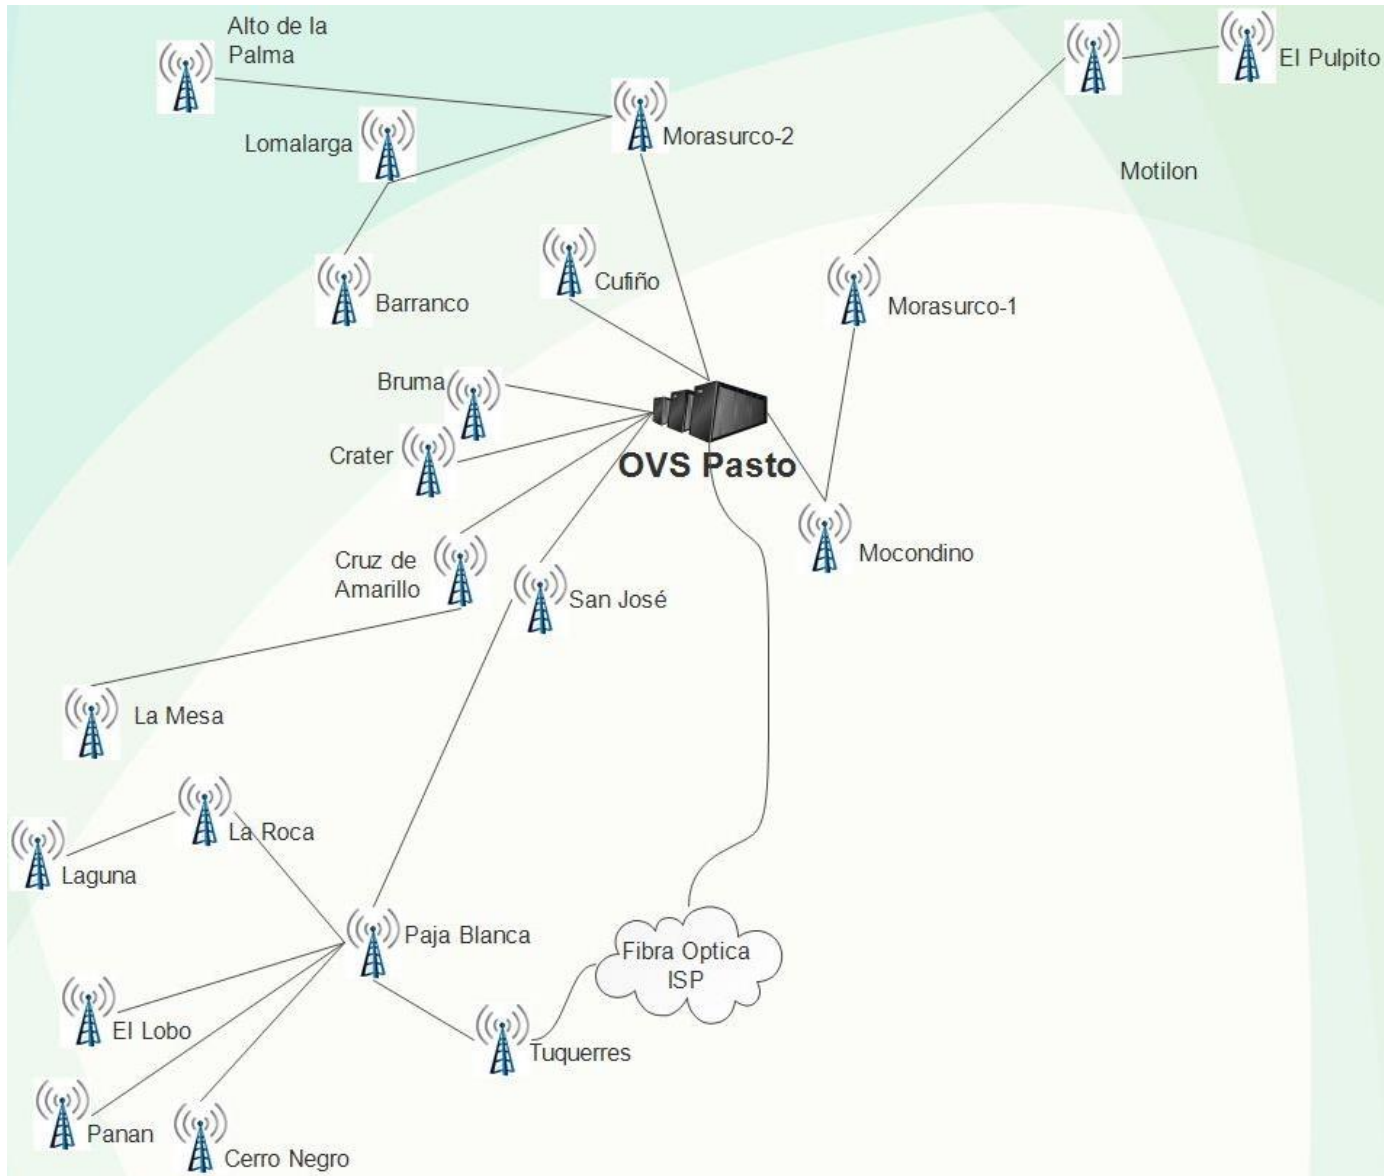 Alto de la
Palma
El Pulpito
Lomalarga
Morasurco-2
Motilon
Cufiño
Barranco
Morasurco-1
Bruma
Crater
OVS Pasto
Mocondino
Cruz de
Amarillo
San José
La Mesa
La Roca
Laguna
Paja Blanca
Fibra Optica
ISP
El Lobo
Tuquerres
Panan
Cerro Negro